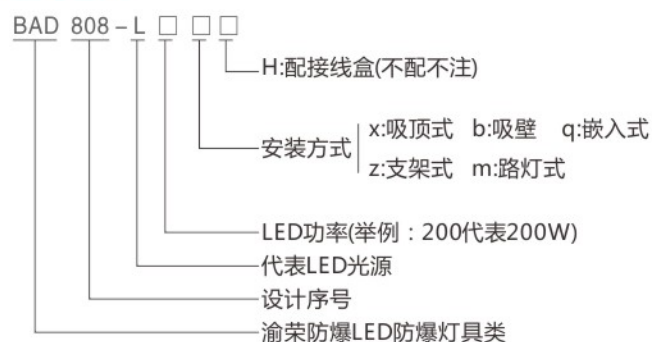 BAD 808-L□ □□
H:配接线盒(不配不注)
安装方式
x:吸顶式 b:吸壁 q:嵌入式
z:支架式 m:路灯式
LED功率(举例：200代表200W)
代表LED光源
设计序号
渝荣防爆LED防爆灯具类